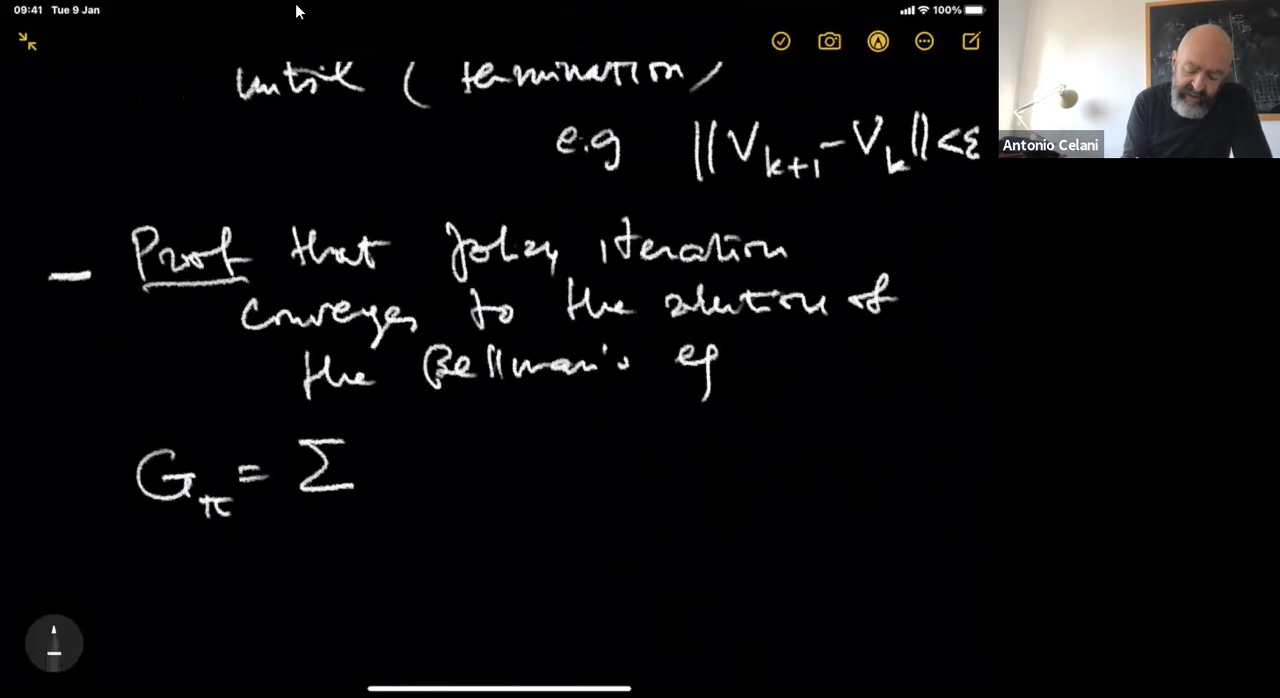 09:41 Tue 9 Jan
100%
until (termination)
e.g ||V_{k+1} - V_k|| < ε
Antonio Celani
- Proof that policy iteration
converges to the solution of
the Bellman's eq
G_π = Σ